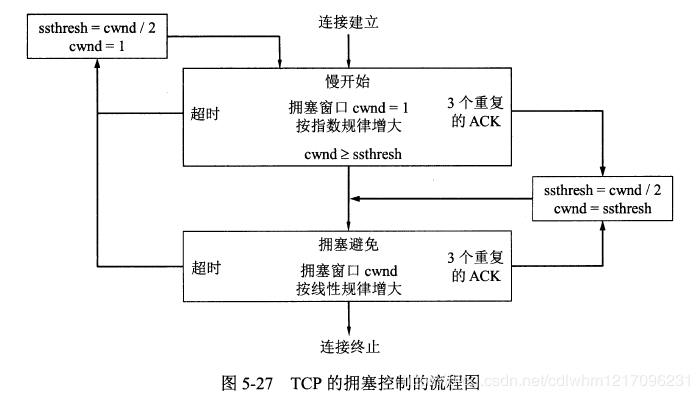 连接建立
ssthresh = cwnd / 2
cwnd = 1
慢开始
超时
拥塞窗口 cwnd = 1
按指数规律增大
3 个重复
的 ACK
cwnd ≥ ssthresh
ssthresh = cwnd / 2
cwnd = ssthresh
拥塞避免
超时
拥塞窗口 cwnd
按线性规律增大
3 个重复
的 ACK
连接终止
图 5-27 TCP 的拥塞控制的流程图
csdn.net/cdlwhm1217096231